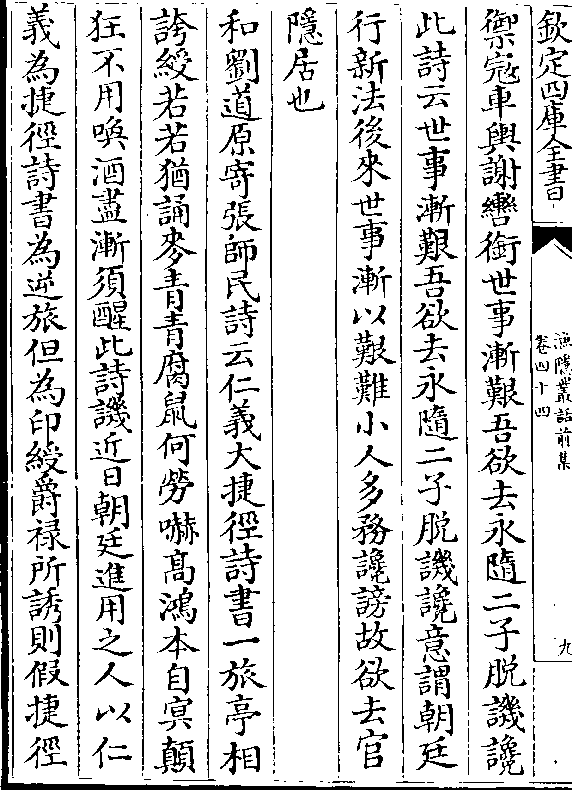 欽定四庫全書
漁隱叢話前集
卷四十四
九
禦寇車輿謝轡銜世事漸艱吾欲去永隨二子脱譏讒
此詩云世事漸艱吾欲去永隨二子脱譏讒意謂朝廷
行新法後來世事漸以艱難小人多務讒謗故欲去官
隱居也
和劉道原寄張師民詩云仁義大捷徑詩書一旅亭相
誇綬若若猶誦麥青青腐鼠何勞嚇髙鴻本自㝠顛
狂不用喚酒盡漸須醒此詩譏近日朝廷進用之人以仁
義為捷徑詩書為逆旅但為印綬爵禄所誘則假捷徑